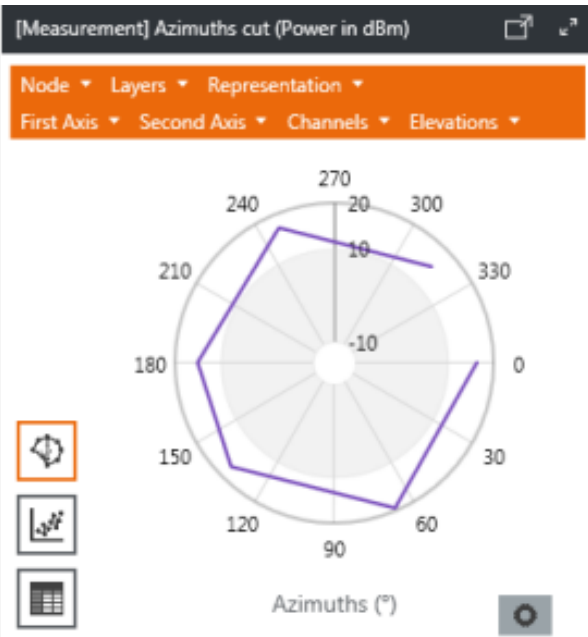 [Measurement] Azimuths cut (Power in dBm)
Node Layers Representation
First Axis Second Axis Channels Elevations
270
240 20 300
10
210 330
-10
180 0
150 30
120 60
90
Azimuths (°)